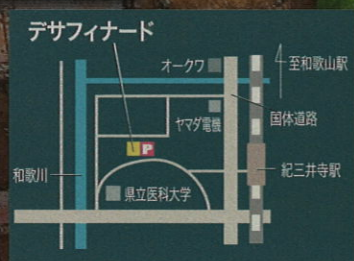 デサフィナード
オークワ
至和歌山駅
ヤマダ電機
国体道路
P
和歌川
県立医科大学
紀三井寺駅